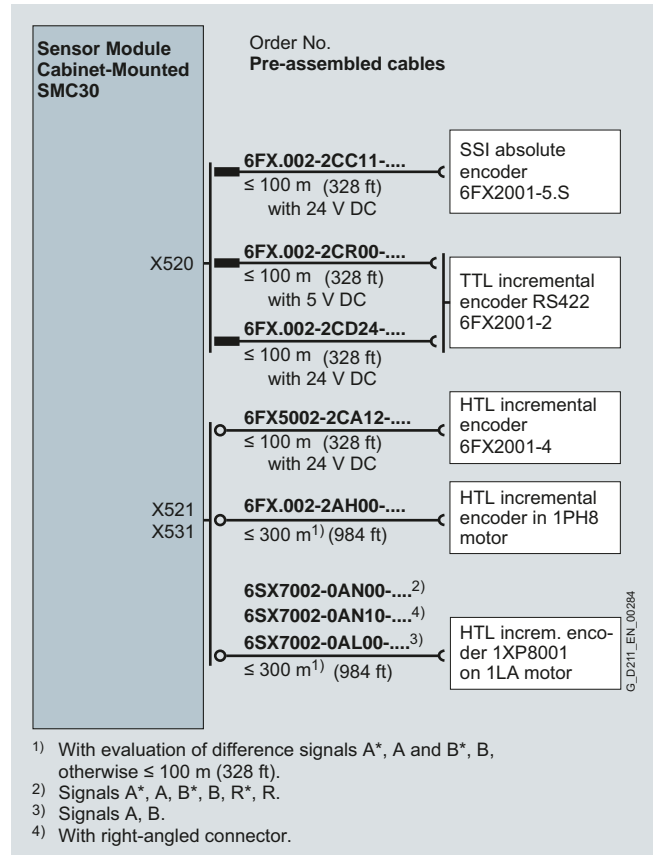 Sensor Module
Cabinet-Mounted
SMC30
Order No.
Pre-assembled cables
6FX.002-2CC11-....
≤ 100 m (328 ft)
with 24 V DC
SSI absolute
encoder
6FX2001-5.S
X520
6FX.002-2CR00-....
≤ 100 m (328 ft)
with 5 V DC
6FX.002-2CD24-....
≤ 100 m (328 ft)
with 24 V DC
TTL incremental
encoder RS422
6FX2001-2
6FX5002-2CA12-....
≤ 100 m (328 ft)
with 24 V DC
HTL incremental
encoder
6FX2001-4
X521
X531
6FX.002-2AH00-....
≤ 300 m1) (984 ft)
HTL incremental
encoder in 1PH8
motor
6SX7002-0AN00-....2)
6SX7002-0AN10-....4)
6SX7002-0AL00-....3)
≤ 300 m1) (984 ft)
HTL increm. enco-
der 1XP8001
on 1LA motor
G_D211_EN_00284
1) With evaluation of difference signals A*, A and B*, B,
otherwise ≤ 100 m (328 ft).
2) Signals A*, A, B*, B, R*, R.
3) Signals A, B.
4) With right-angled connector.